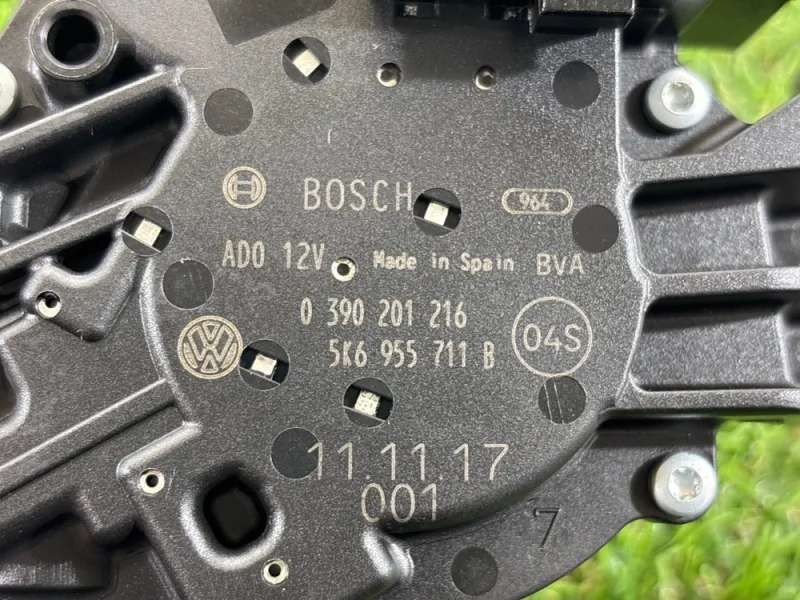 BOSCH 964
AD0 12V Made in Spain BVA
0 390 201 216
5K6 955 711 B 04S
11.11.17
001
7